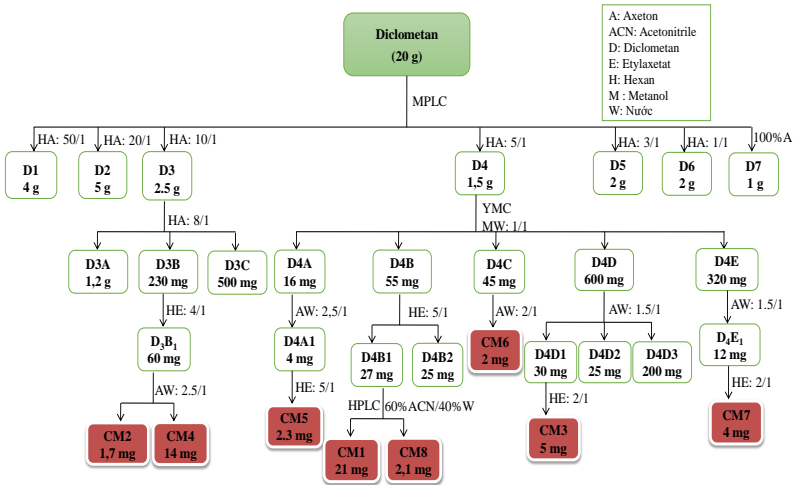 Diclometan
(20 g)
A: Axeton
ACN: Acetonitrile
D: Diclometan
E: Etylaxetat
H: Hexan
M : Metanol
W: Nước
MPLC
HA: 50/1
HA: 20/1
HA: 10/1
HA: 5/1
HA: 3/1
HA: 1/1
100%A
D1
4 g
D2
5 g
D3
2.5 g
D4
1,5 g
D5
2 g
D6
2 g
D7
1 g
HA: 8/1
YMC
MW: 1/1
D3A
1,2 g
D3B
230 mg
D3C
500 mg
D4A
16 mg
D4B
55 mg
D4C
45 mg
D4D
600 mg
D4E
320 mg
HE: 4/1
AW: 2,5/1
HE: 5/1
AW: 2/1
AW: 1.5/1
AW: 1.5/1
D₃B₁
60 mg
D4A1
4 mg
D4B1
27 mg
D4B2
25 mg
CM6
2 mg
D4D1
30 mg
D4D2
25 mg
D4D3
200 mg
D₄E₁
12 mg
AW: 2.5/1
HE: 5/1
HPLC
60%ACN/40%W
HE: 2/1
HE: 2/1
CM2
1,7 mg
CM4
14 mg
CM5
2.3 mg
CM1
21 mg
CM8
2,1 mg
CM3
5 mg
CM7
4 mg